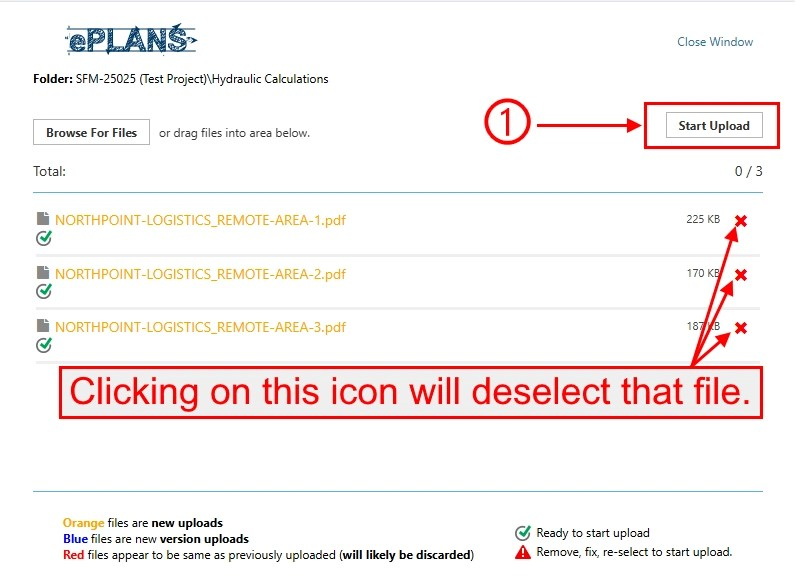 ePLANS
Close Window
Folder: SFM-25025 (Test Project)\Hydraulic Calculations
1
Browse For Files or drag files into area below.
Start Upload
Total:
0 / 3
NORTHPOINT-LOGISTICS_REMOTE-AREA-1.pdf
225 KB
NORTHPOINT-LOGISTICS_REMOTE-AREA-2.pdf
170 KB
NORTHPOINT-LOGISTICS_REMOTE-AREA-3.pdf
187 KB
Clicking on this icon will deselect that file.
Orange files are new uploads
Blue files are new version uploads
Red files appear to be same as previously uploaded (will likely be discarded)
Ready to start upload
Remove, fix, re-select to start upload.